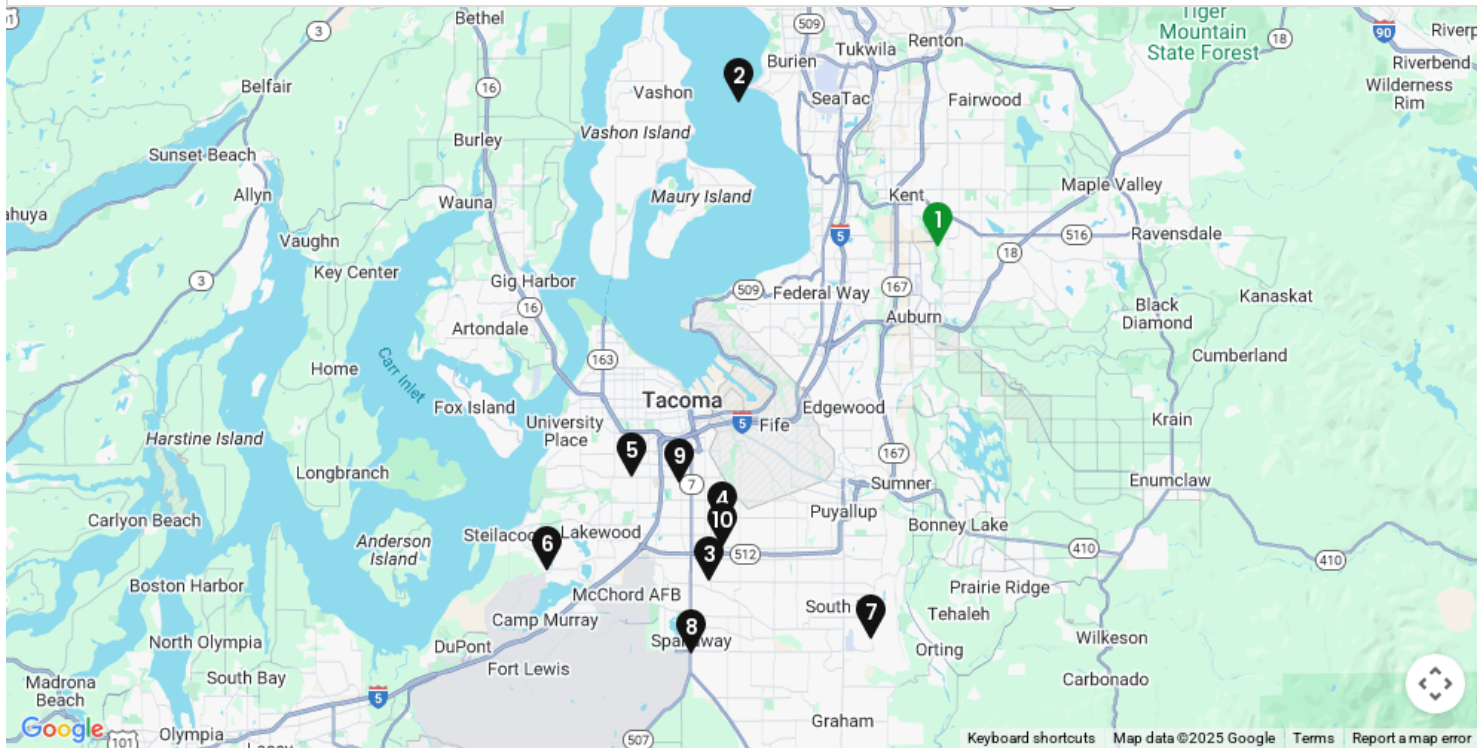 Bethel
3
509
Tukwila
Renton
Tiger
Mountain
State Forest
18
90
Burien
Riverbend
Belfair
16
2
Vashon
SeaTac
Fairwood
Wilderness
Rim
Vashon Island
Burley
Sunset Beach
Allyn
Maury Island
Kent
Maple Valley
Wauna
1
5
516
Ravensdale
Vaughn
18
Key Center
3
Gig Harbor
509
Federal Way
167
Kanaskat
16
Artondale
Auburn
Black
Diamond
163
Cumberland
Home
Carr Inlet
Tacoma
Fox Island
Edgewood
University
Place
5
Fife
Krain
Harstine Island
5
9
167
Longbranch
7
Sumner
Enumclaw
4
Carlyon Beach
10
Puyallup
Bonney Lake
Lakewood
6
Anderson
Island
3
512
410
410
Boston Harbor
McChord AFB
Prairie Ridge
South
7
Tehaleh
Camp Murray
8
North Olympia
DuPont
Wilkeson
Orting
Fort Lewis
South Bay
Carbonado
Madrona
Beach
5
Google
101
Olympia
507
Graham
Keyboard shortcuts
Map data ©2025 Google
Terms
Report a map error